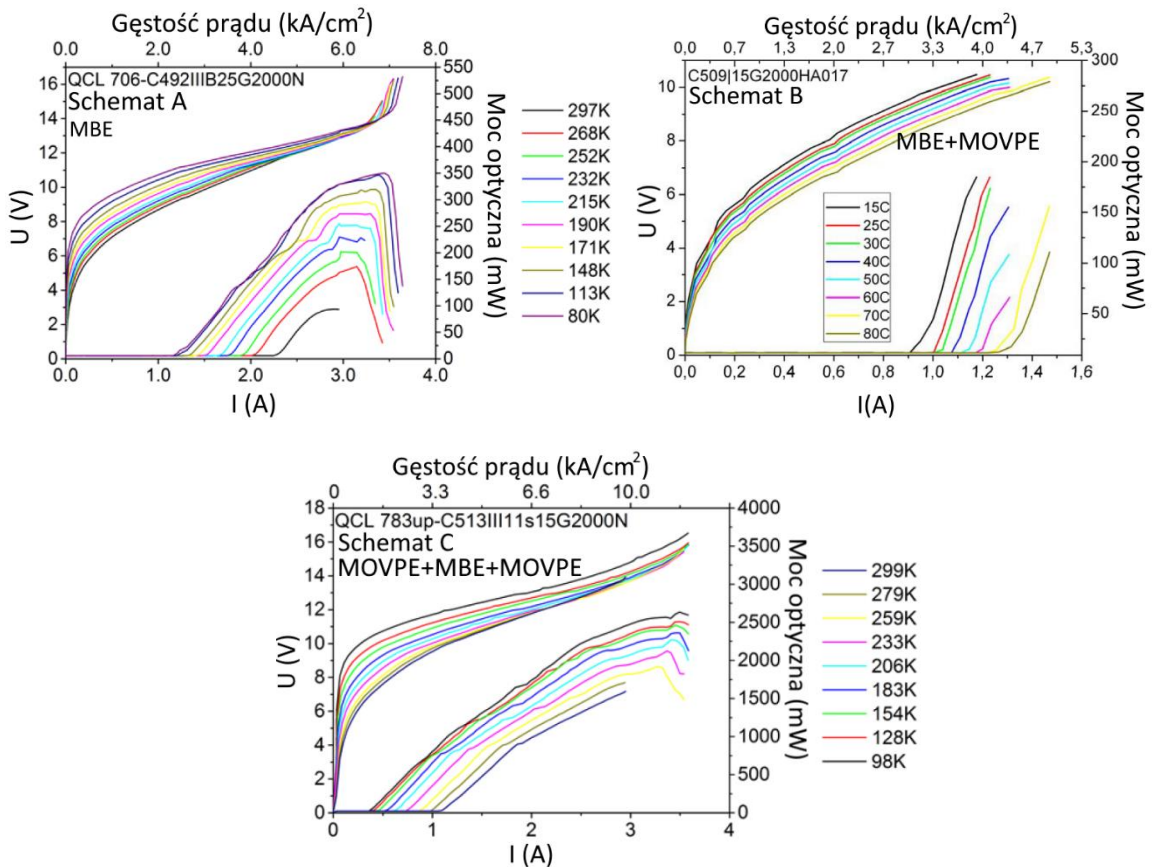 Gęstość prądu (kA/cm²)
0.0 2.0 4.0 6.0 8.0
QCL 706-C492IIIB25G2000N
Schemat A
MBE
U (V)
16
14
12
10
8
6
4
2
0
550
500
450
400
350
300
250
200
150
100
50
0
Moc optyczna (mW)
0.0 1.0 2.0 3.0 4.0
I (A)
297K
268K
252K
232K
215K
190K
171K
148K
113K
80K
Gęstość prądu (kA/cm²)
0,0 0,7 1,3 2,0 2,7 3,3 4,0 4,7 5,3
C509|15G2000HA017
Schemat B
MBE+MOVPE
U (V)
10
8
6
4
2
0
300
250
200
150
100
50
Moc optyczna (mW)
15C
25C
30C
40C
50C
60C
70C
80C
0,0 0,2 0,4 0,6 0,8 1,0 1,2 1,4 1,6
I(A)
Gęstość prądu (kA/cm²)
0 3.3 6.6 10.0
QCL 783up-C513III11s15G2000N
Schemat C
MOVPE+MBE+MOVPE
U (V)
18
16
14
12
10
8
6
4
2
0
4000
3500
3000
2500
2000
1500
1000
500
0
Moc optyczna (mW)
0 1 2 3 4
I (A)
299K
279K
259K
233K
206K
183K
154K
128K
98K